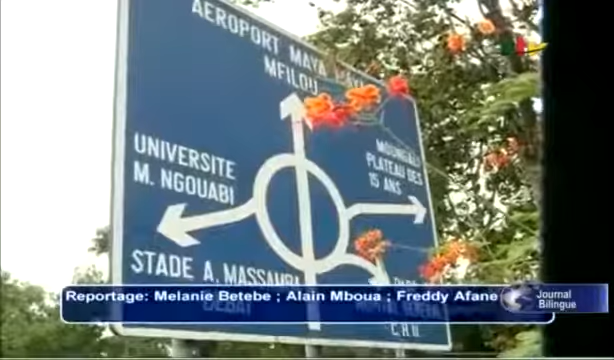 AEROPORT MAYA MAYA
MFILOU
UNIVERSITE
M. NGOUABI
MOUNGALI
PLATEAU DES
15 ANS
STADE A. MASSAMBA
DEBAT
Reportage: Melanie Betebe ; Alain Mboua ; Freddy Afane
Journal
Bilingue
C.H.U.